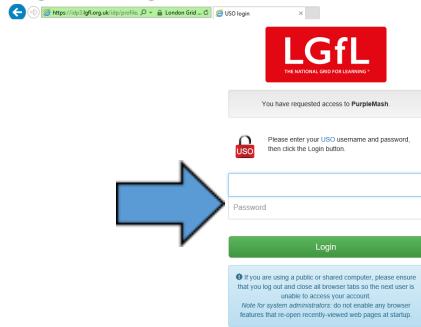 https://idp3.lgfl.org.uk/idp/profile. London Grid ... USO login
LGfL
THE NATIONAL GRID FOR LEARNING
You have requested access to PurpleMash.
USO
Please enter your USO username and password,
then click the Login button.
Password
Login
If you are using a public or shared computer, please ensure
that you log out and close all browser tabs so the next user is
unable to access your account.
Note for system administrators: do not enable any browser
features that re-open recently-viewed web pages at startup.